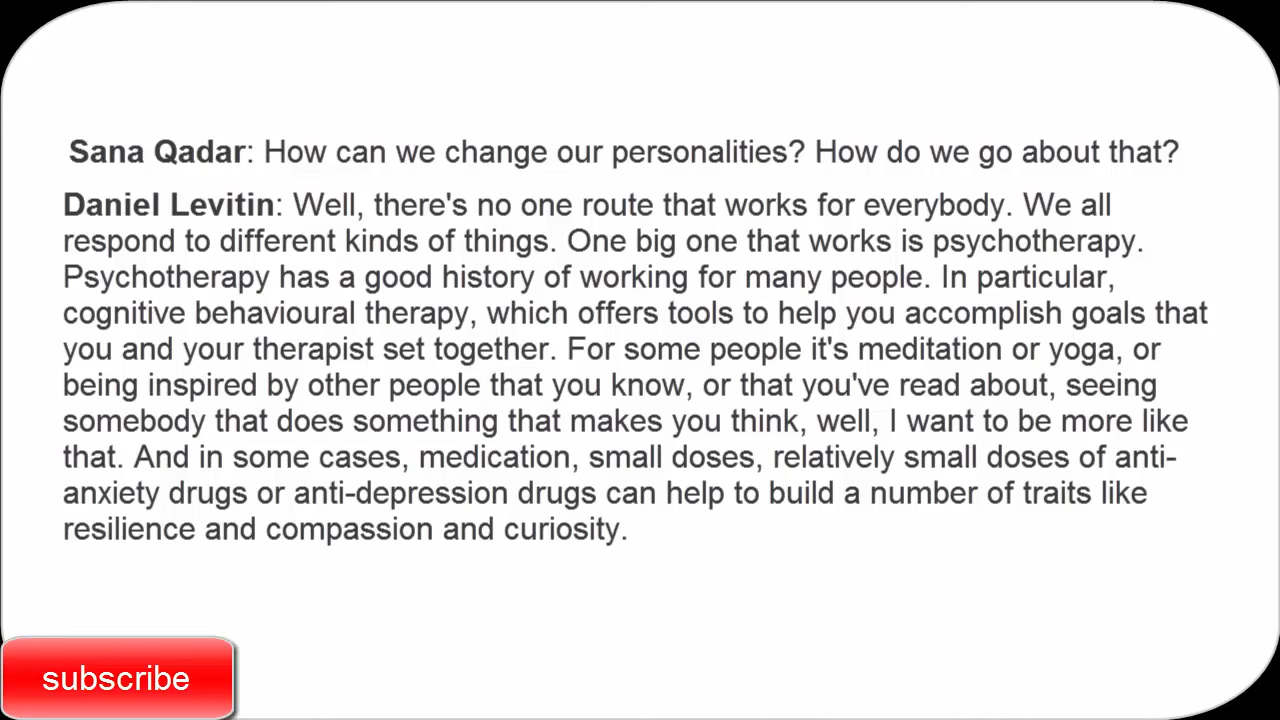 Sana Qadar: How can we change our personalities? How do we go about that?
Daniel Levitin: Well, there's no one route that works for everybody. We all
respond to different kinds of things. One big one that works is psychotherapy.
Psychotherapy has a good history of working for many people. In particular,
cognitive behavioural therapy, which offers tools to help you accomplish goals that
you and your therapist set together. For some people it's meditation or yoga, or
being inspired by other people that you know, or that you've read about, seeing
somebody that does something that makes you think, well, I want to be more like
that. And in some cases, medication, small doses, relatively small doses of anti-
anxiety drugs or anti-depression drugs can help to build a number of traits like
resilience and compassion and curiosity.
subscribe